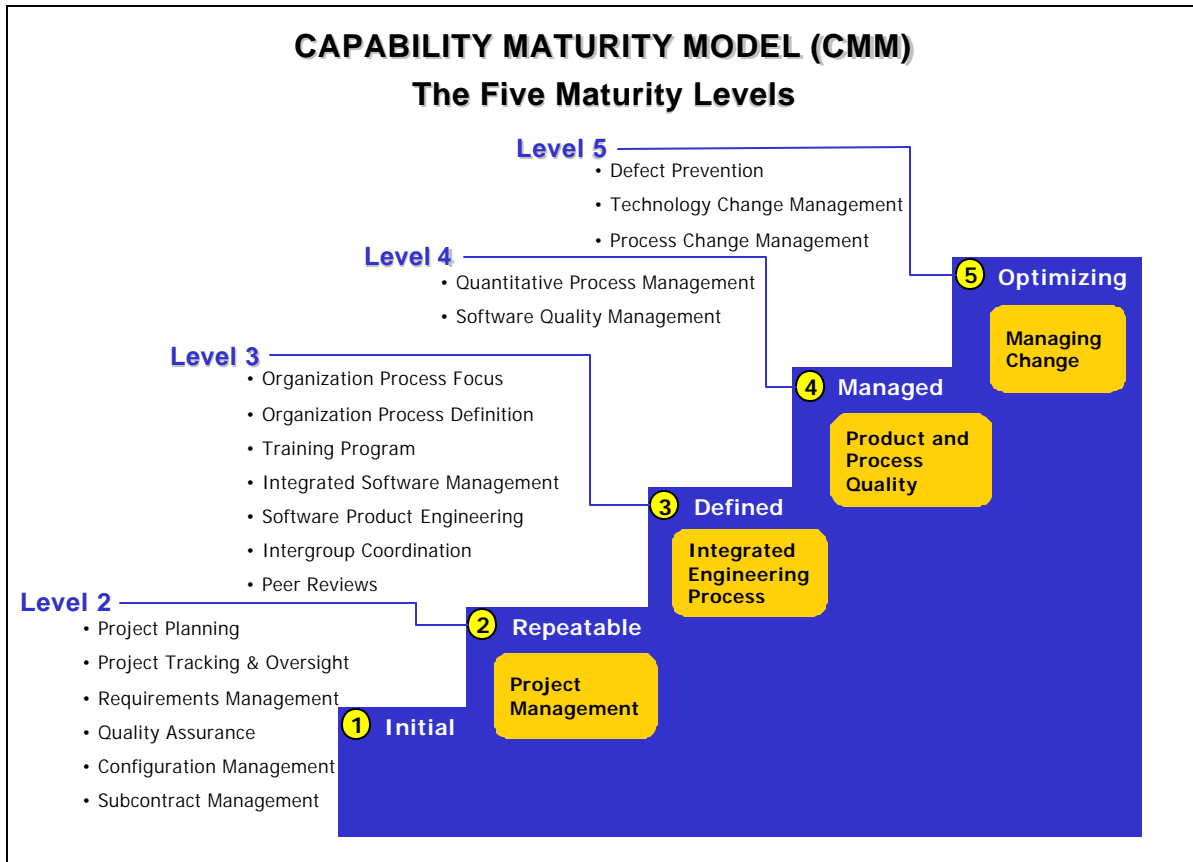 CAPABILITY MATURITY MODEL (CMM)
The Five Maturity Levels
Level 5
• Defect Prevention
• Technology Change Management
• Process Change Management
Level 4
• Quantitative Process Management
• Software Quality Management
Level 3
• Organization Process Focus
• Organization Process Definition
• Training Program
• Integrated Software Management
• Software Product Engineering
• Intergroup Coordination
• Peer Reviews
Level 2
• Project Planning
• Project Tracking & Oversight
• Requirements Management
• Quality Assurance
• Configuration Management
• Subcontract Management
5 Optimizing
Managing
Change
4 Managed
Product and
Process
Quality
3 Defined
Integrated
Engineering
Process
2 Repeatable
Project
Management
1 Initial